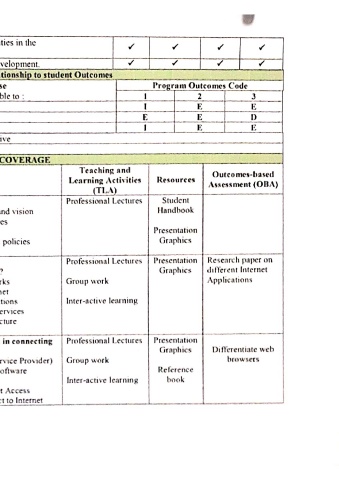 ties in the ✓ ✓ ✓ ✓
velopment. ✓ ✓ ✓ ✓
tionship to student Outcomes
se Program Outcomes Code
ble to : 1 2 3
I E E
E E D
I E E
ive
COVERAGE
Teaching and Learning Activities (TLA) Resources Outcomes-based Assessment (OBA)
Professional Lectures Student
Handbook
nd vision
es Presentation
policies Graphics
Professional Lectures Presentation Research paper on
? Graphics different Internet
rks Group work Applications
net
tions Inter-active learning
ervices
cture
in connecting Professional Lectures Presentation
Graphics Differentiate web
rvice Provider) Group work browsers
oftware Reference
Inter-active learning book
t Access
ct to Internet